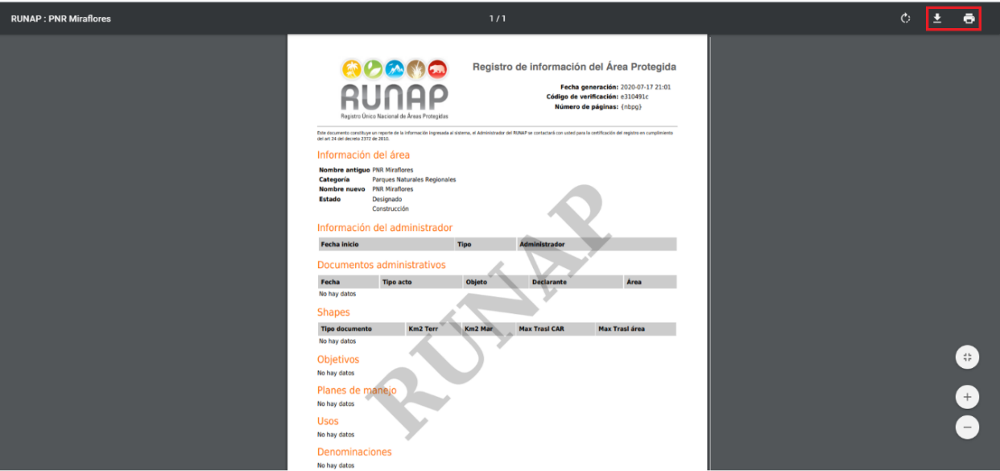 RUNAP : PNR Miraflores
1 / 1
RUNAP
Registro Único Nacional de Áreas Protegidas
Registro de información del Área Protegida
Fecha generación: 2020-07-17 21:01
Código de verificación: e310491c
Número de páginas: {nbpg}
Este documento constituye un reporte de la información ingresada al sistema, el Administrador del RUNAP se contactará con usted para la certificación del registro en cumplimiento
del art 24 del decreto 2372 de 2010.
Información del área
Nombre antiguo PNR Miraflores
Categoría Parques Naturales Regionales
Nombre nuevo PNR Miraflores
Estado Designado
Construcción
Información del administrador
Fecha inicio Tipo Administrador
Documentos administrativos
Fecha Tipo acto Objeto Declarante Área
No hay datos
Shapes
Tipo documento Km2 Terr Km2 Mar Max Trasl CAR Max Trasl área
No hay datos
Objetivos
No hay datos
Planes de manejo
No hay datos
Usos
No hay datos
Denominaciones
No hay datos
RUNAP